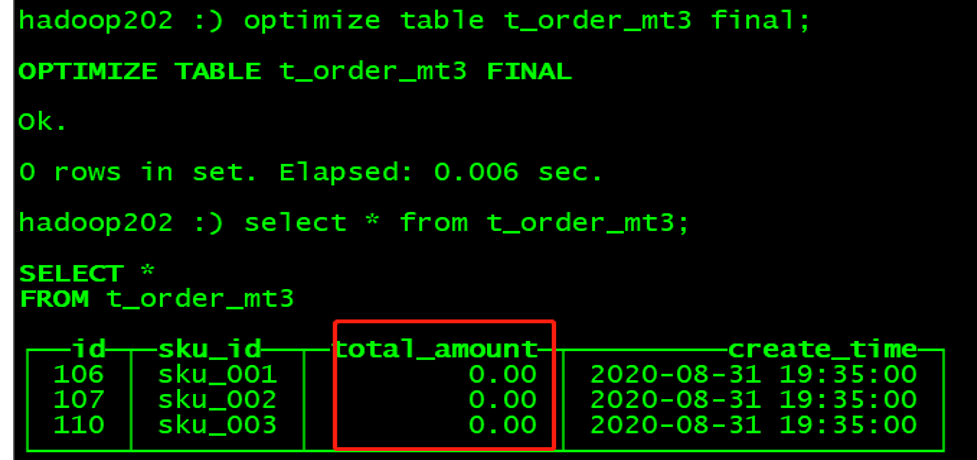 hadoop202 :) optimize table t_order_mt3 final;
OPTIMIZE TABLE t_order_mt3 FINAL
Ok.
0 rows in set. Elapsed: 0.006 sec.
hadoop202 :) select * from t_order_mt3;
SELECT *
FROM t_order_mt3
id sku_id total_amount create_time
106 sku_001 0.00 2020-08-31 19:35:00
107 sku_002 0.00 2020-08-31 19:35:00
110 sku_003 0.00 2020-08-31 19:35:00